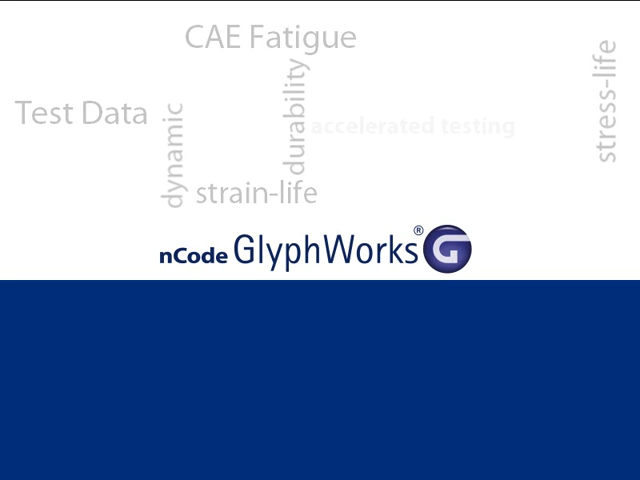 CAE Fatigue
stress-life
durability
Test Data
dynamic
accelerated testing
strain-life
nCode GlyphWorks®
G